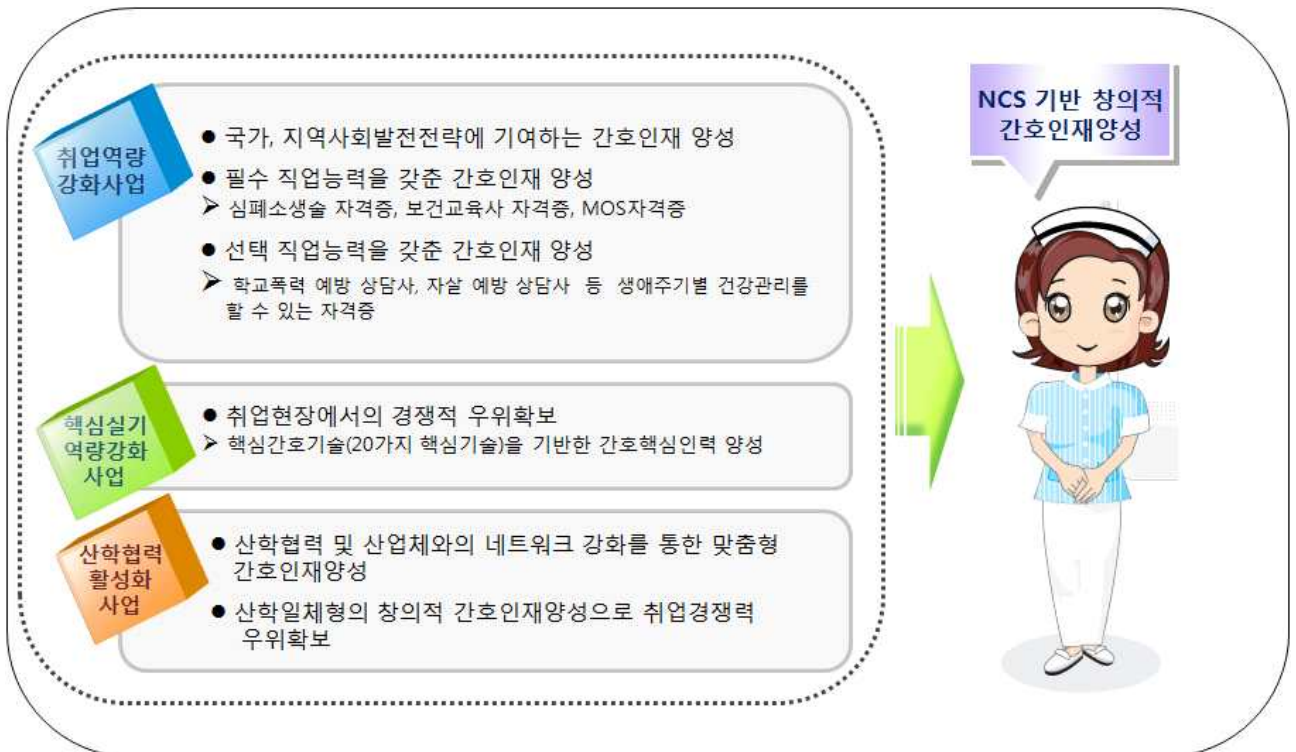 취업역량
강화사업
● 국가, 지역사회발전전략에 기여하는 간호인재 양성
● 필수 직업능력을 갖춘 간호인재 양성
➢ 심폐소생술 자격증, 보건교육사 자격증, MOS자격증
● 선택 직업능력을 갖춘 간호인재 양성
➢ 학교폭력 예방 상담사, 자살 예방 상담사 등 생애주기별 건강관리를
할 수 있는 자격증
핵심실기
역량강화
사업
● 취업현장에서의 경쟁적 우위확보
➢ 핵심간호기술(20가지 핵심기술)을 기반한 간호핵심인력 양성
산학협력
활성화
사업
● 산학협력 및 산업체와의 네트워크 강화를 통한 맞춤형
간호인재양성
● 산학일체형의 창의적 간호인재양성으로 취업경쟁력
우위확보
NCS 기반 창의적
간호인재양성